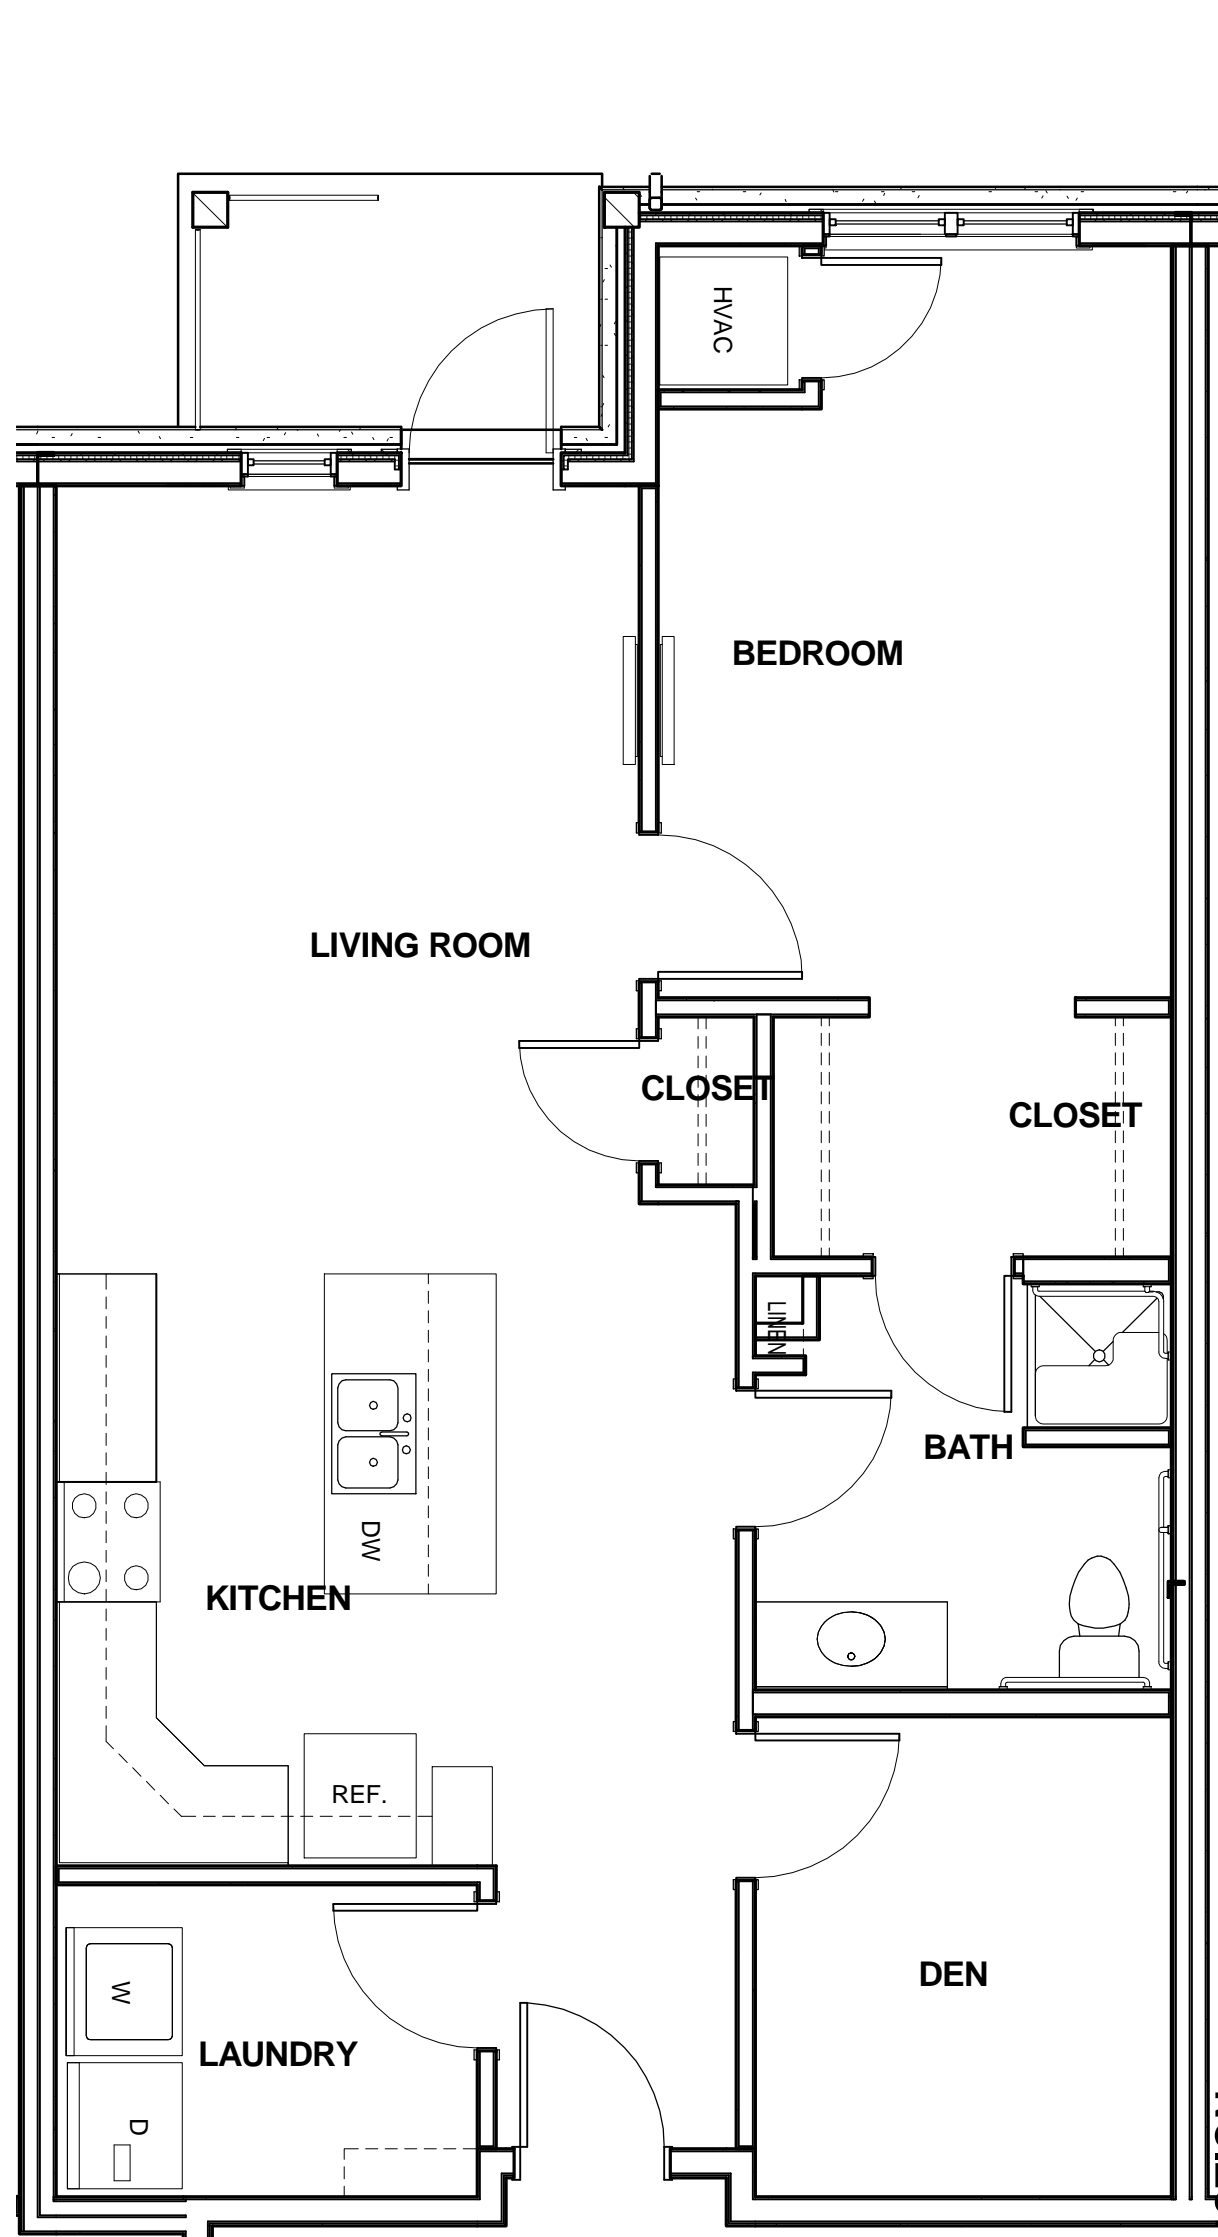 HVAC
BEDROOM
LIVING ROOM
CLOSET
CLOSET
LINEN
BATH
DW
KITCHEN
REF.
DEN
W
LAUNDRY
D